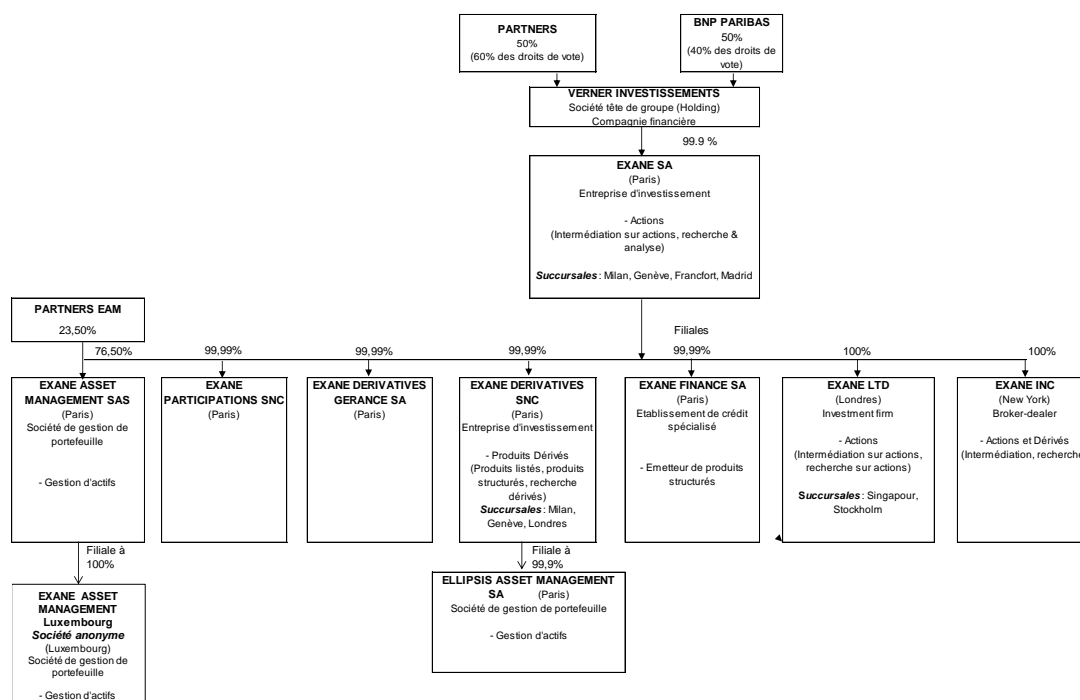 PARTNERS
50%
(60% des droits de vote)
BNP PARIBAS
50%
(40% des droits de
vote)
VERNER INVESTISSEMENTS
Société tête de groupe (Holding)
Compagnie financière
99.9 %
EXANE SA
(Paris)
Entreprise d'investissement
- Actions
(Intermédiation sur actions, recherche &
analyse)
Succursales : Milan, Genève, Francfort, Madrid
PARTNERS EAM
23,50%
Filiales
76,50%
99,99%
99,99%
99,99%
99,99%
100%
100%
EXANE ASSET
MANAGEMENT SAS
(Paris)
Société de gestion de
portefeuille
- Gestion d'actifs
EXANE
PARTICIPATIONS SNC
(Paris)
EXANE DERIVATIVES
GERANCE SA
(Paris)
EXANE DERIVATIVES
SNC
(Paris)
Entreprise d'investissement
- Produits Dérivés
(Produits listés, produits
structurés, recherche
dérivés)
Succursales : Milan,
Genève, Londres
EXANE FINANCE SA
(Paris)
Etablissement de crédit
spécialisé
- Emetteur de produits
structurés
EXANE LTD
(Londres)
Investment firm
- Actions
(Intermédiation sur actions,
recherche sur actions)
Succursales : Singapour,
Stockholm
EXANE INC
(New York)
Broker-dealer
- Actions et Dérivés
(Intermédiation, recherche
Filiale à
100%
Filiale à
99,9%
EXANE ASSET
MANAGEMENT
Luxembourg
Société anonyme
(Luxembourg)
Société de gestion de
portefeuille
- Gestion d'actifs
ELLIPSIS ASSET MANAGEMENT
SA (Paris)
Société de gestion de portefeuille
- Gestion d'actifs